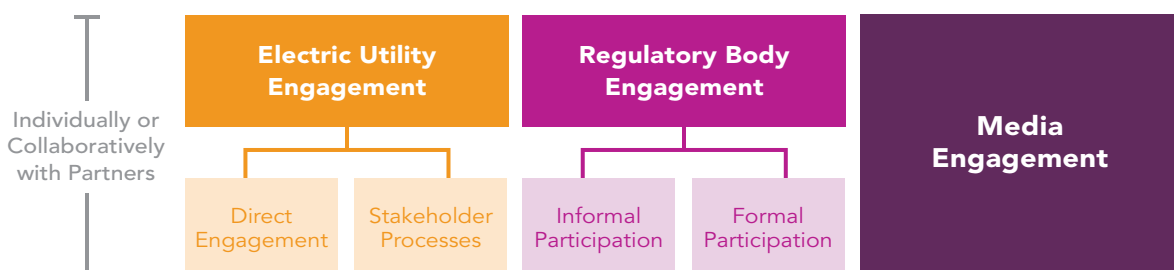 Individually or
Collaboratively
with Partners
Electric Utility
Engagement
Direct
Engagement
Stakeholder
Processes
Regulatory Body
Engagement
Informal
Participation
Formal
Participation
Media
Engagement